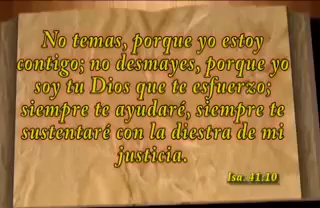 No temas, porque yo estoy
contigo; no desmayes, porque yo
soy tu Dios que te esfuerzo;
siempre te ayudaré, siempre te
sustentaré con la diestra de mi
justicia.
Isa. 41:10